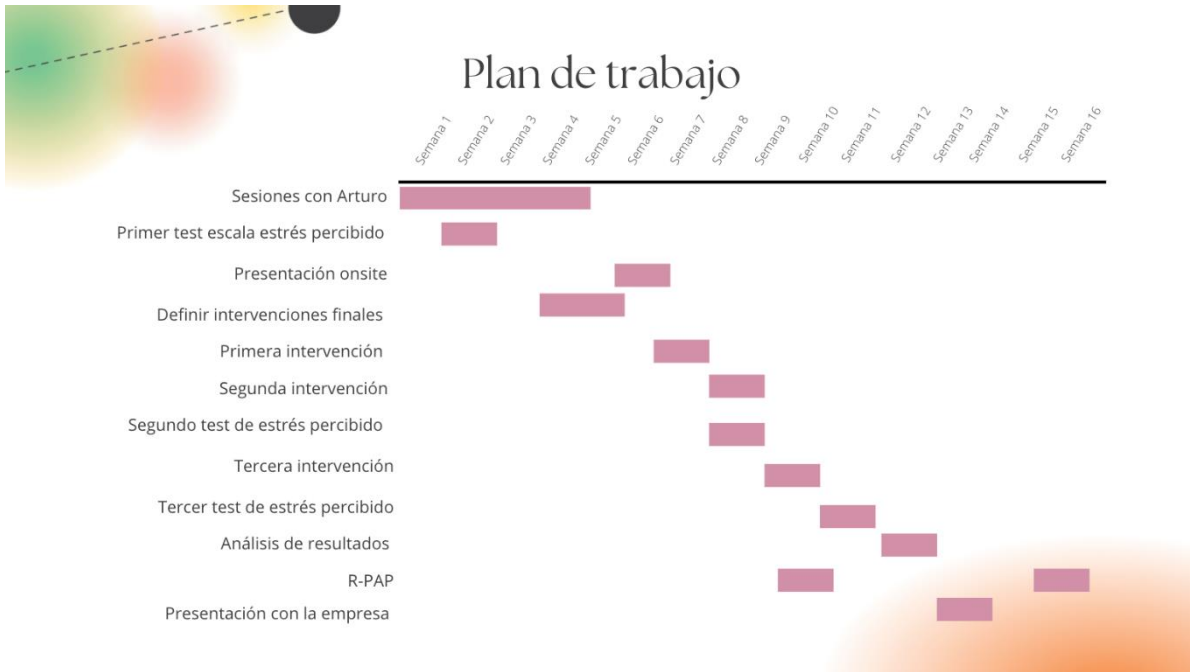 Plan de trabajo
Semana 1
Semana 2
Semana 3
Semana 4
Semana 5
Semana 6
Semana 7
Semana 8
Semana 9
Semana 10
Semana 11
Semana 12
Semana 13
Semana 14
Semana 15
Semana 16
Sesiones con Arturo
Primer test escala estrés percibido
Presentación onsite
Definir intervenciones finales
Primera intervención
Segunda intervención
Segundo test de estrés percibido
Tercera intervención
Tercer test de estrés percibido
Análisis de resultados
R-PAP
Presentación con la empresa